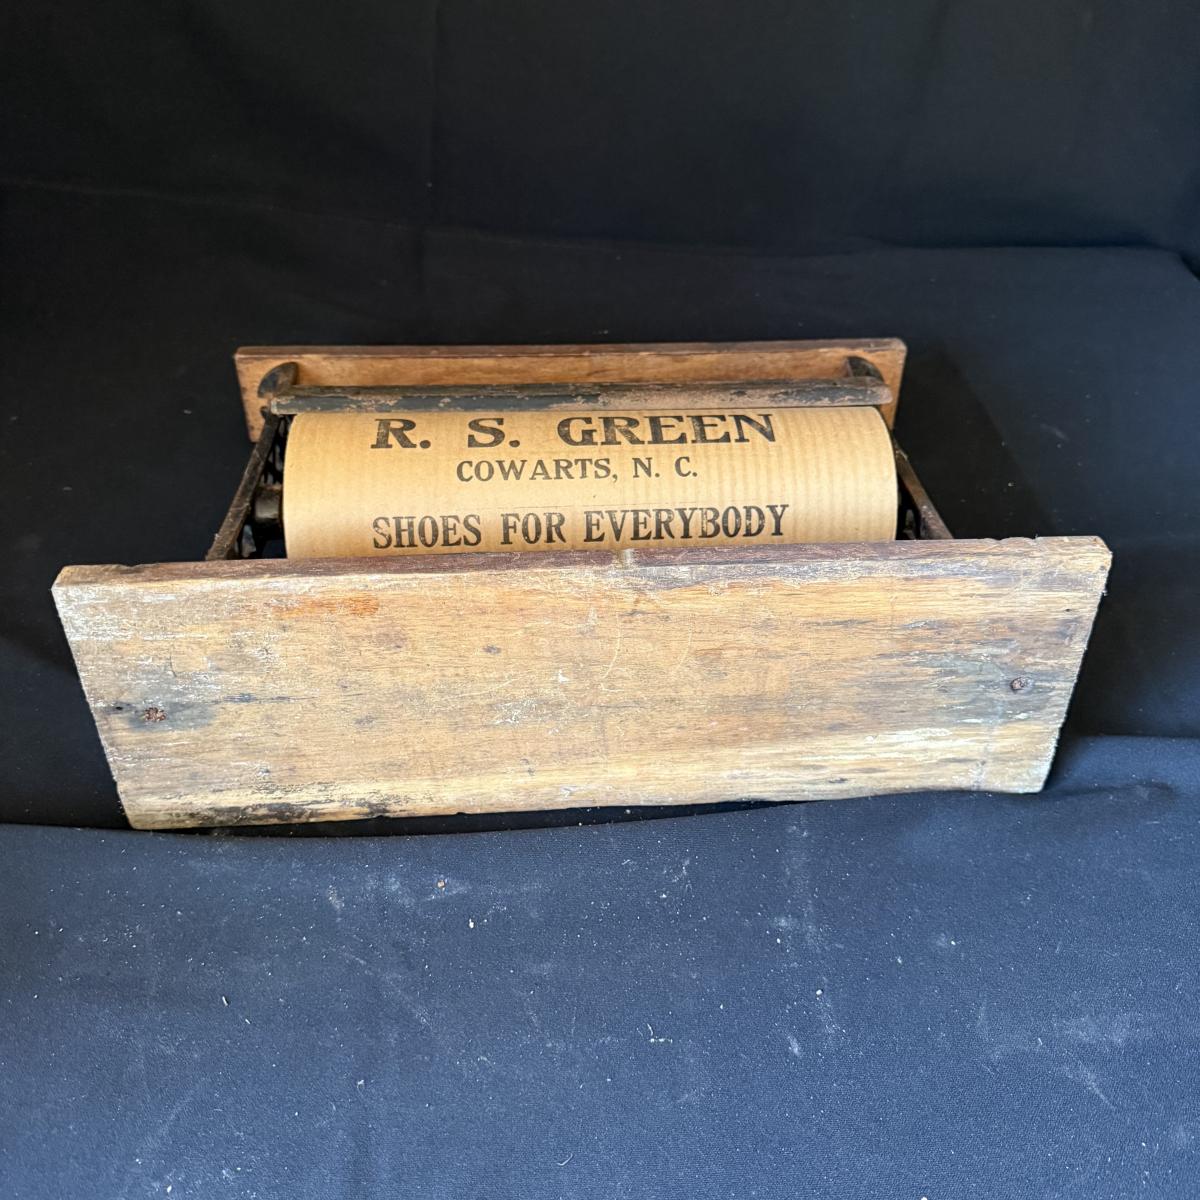 R. S. GREEN
COWARTS, N. C.
SHOES FOR EVERYBODY